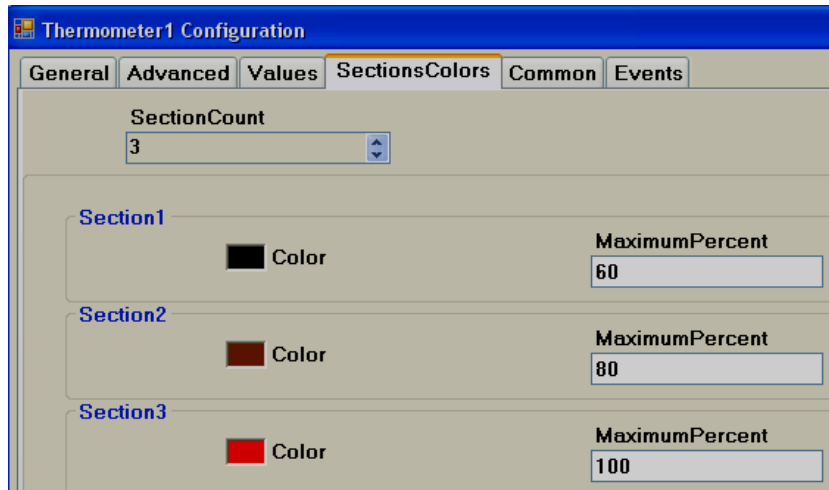 Thermometer1 Configuration
General Advanced Values SectionsColors Common Events
SectionCount
3
Section1
Color
MaximumPercent
60
Section2
Color
MaximumPercent
80
Section3
Color
MaximumPercent
100